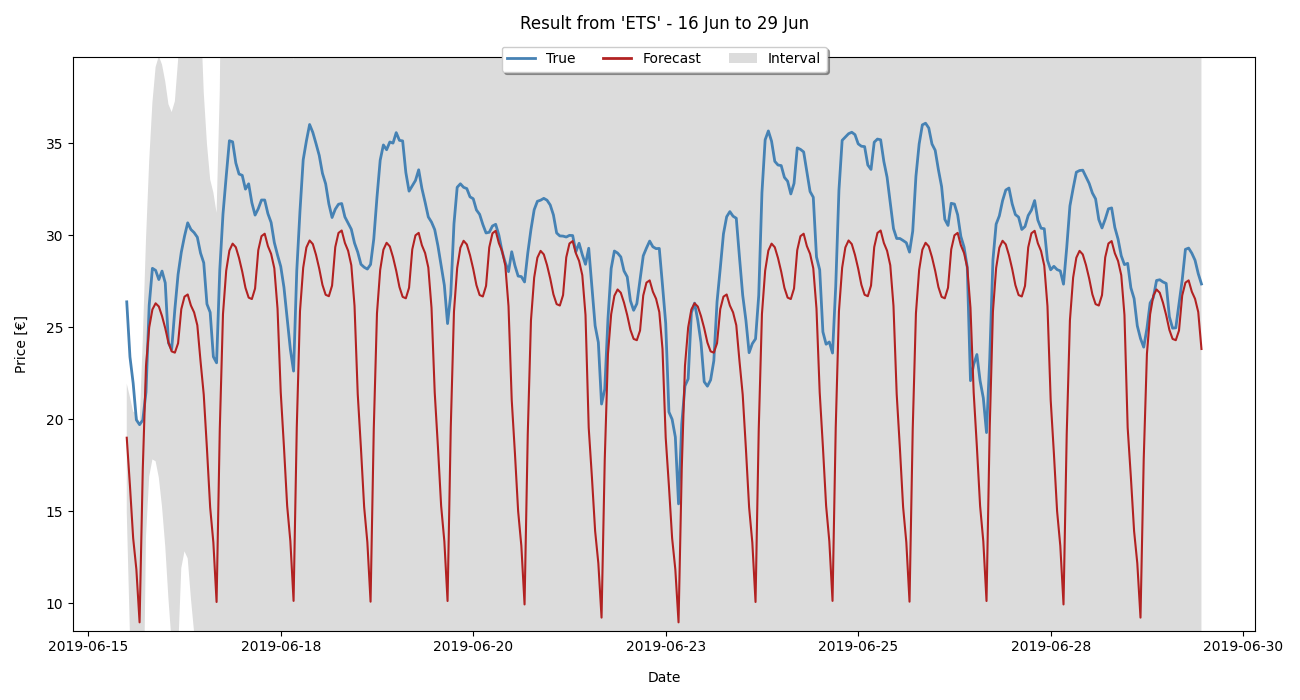 Result from 'ETS' - 16 Jun to 29 Jun
True Forecast Interval
Price [€]
35
30
25
20
15
10
2019-06-15 2019-06-18 2019-06-20 2019-06-23 2019-06-25 2019-06-28 2019-06-30
Date